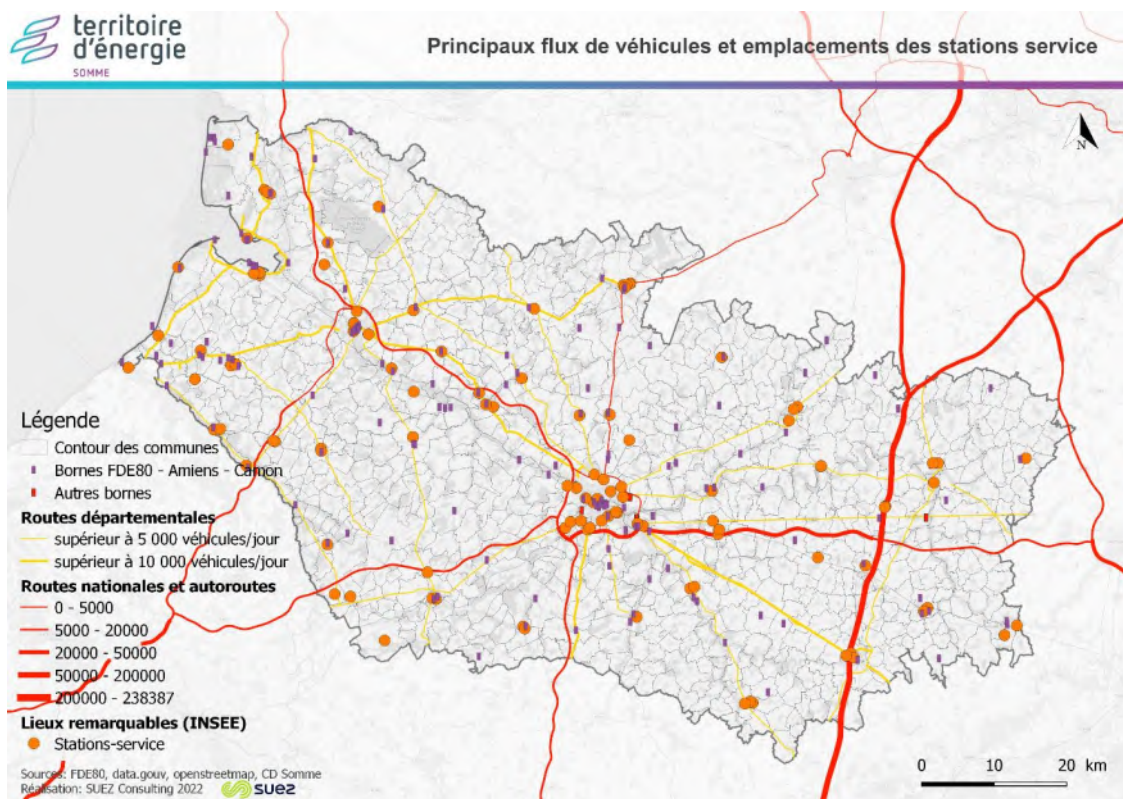 territoire
d'énergie
SOMME
Principaux flux de véhicules et emplacements des stations service
N
Légende
Contour des communes
Bornes FDE80 - Amiens - Camon
Autres bornes
Routes départementales
supérieur à 5 000 véhicules/jour
supérieur à 10 000 véhicules/jour
Routes nationales et autoroutes
0 - 5000
5000 - 20000
20000 - 50000
50000 - 200000
200000 - 238387
Lieux remarquables (INSEE)
Stations-service
Sources: FDE80, data.gouv, openstreetmap, CD Somme
Réalisation: SUEZ Consulting 2022
suez
0 10 20 km